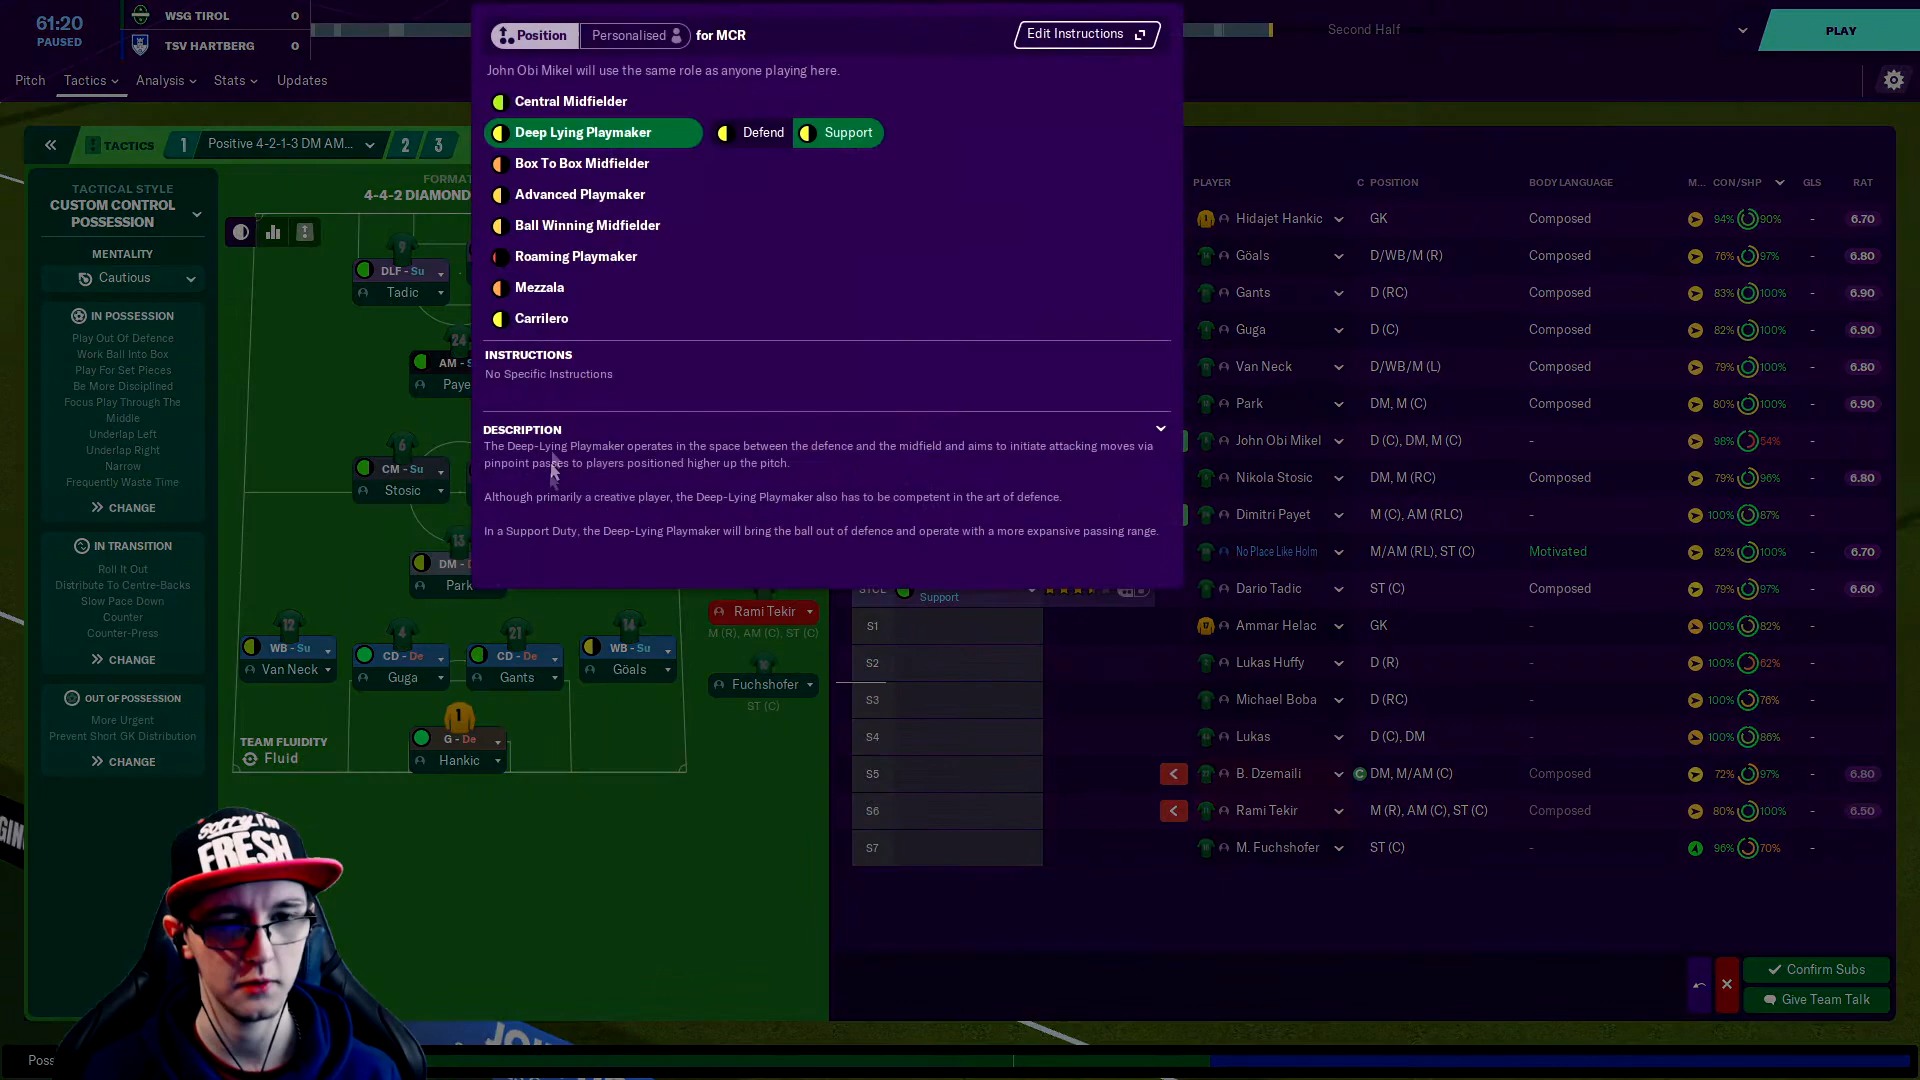 61:20
PAUSED
WSG TIROL 0
TSV HARTBERG 0
Second Half
PLAY
Pitch Tactics Analysis Stats Updates
Position Personalised for MCR
Edit Instructions
John Obi Mikel will use the same role as anyone playing here.
Central Midfielder
Deep Lying Playmaker Defend Support
Box To Box Midfielder
Advanced Playmaker
Ball Winning Midfielder
Roaming Playmaker
Mezzala
Carrilero
INSTRUCTIONS
No Specific Instructions
DESCRIPTION
The Deep-Lying Playmaker operates in the space between the defence and the midfield and aims to initiate attacking moves via
pinpoint passes to players positioned higher up the pitch.
Although primarily a creative player, the Deep-Lying Playmaker also has to be competent in the art of defence.
In a Support Duty, the Deep-Lying Playmaker will bring the ball out of defence and operate with a more expansive passing range.
TACTICS 1 Positive 4-2-1-3 DM AM... 2 3
TACTICAL STYLE
CUSTOM CONTROL
POSSESSION
MENTALITY
Cautious
IN POSSESSION
Play Out Of Defence
Work Ball Into Box
Play For Set Pieces
Be More Disciplined
Focus Play Through The
Middle
Underlap Left
Underlap Right
Narrow
Frequently Waste Time
CHANGE
IN TRANSITION
Roll It Out
Distribute To Centre-Backs
Slow Pace Down
Counter
Counter-Press
CHANGE
OUT OF POSSESSION
More Urgent
Prevent Short GK Distribution
CHANGE
4-4-2 DIAMOND
9
DLF - Su
Tadic
24
AM - S
Paye
6
CM - Su
Stosic
13
DM -
Park
12
WB - Su
Van Neck
4
CD - De
Guga
21
CD - De
Gants
14
WB - Su
Göals
1
G - De
Hankic
TEAM FLUIDITY
Fluid
Rami Tekir
M (R), AM (C), ST (C)
Fuchshofer
ST (C)
Support
S1
S2
S3
S4
S5
S6
S7
PLAYER C POSITION BODY LANGUAGE M... CON/SHP GLS RAT
Hidajet Hankic GK Composed 94% 90% - 6.70
Göals D/WB/M (R) Composed 76% 97% - 6.80
Gants D (RC) Composed 83% 100% - 6.90
Guga D (C) Composed 82% 100% - 6.90
Van Neck D/WB/M (L) Composed 79% 100% - 6.80
Park DM, M (C) Composed 80% 100% - 6.90
John Obi Mikel D (C), DM, M (C) - 98% 54% -
Nikola Stosic DM, M (RC) Composed 79% 96% - 6.80
Dimitri Payet M (C), AM (RLC) - 100% 87% -
No Place Like Holm M/AM (RL), ST (C) Motivated 82% 100% - 6.70
Dario Tadic ST (C) Composed 79% 97% - 6.60
Ammar Helac GK - 100% 82% -
Lukas Huffy D (R) - 100% 62% -
Michael Boba D (RC) - 100% 76% -
Lukas D (C), DM - 100% 86% -
B. Dzemaili C DM, M/AM (C) Composed 72% 97% - 6.80
Rami Tekir M (R), AM (C), ST (C) Composed 80% 100% - 6.50
M. Fuchshofer ST (C) - 96% 70% -
Confirm Subs
Give Team Talk
Sorry, I'm
FRESH
Poss